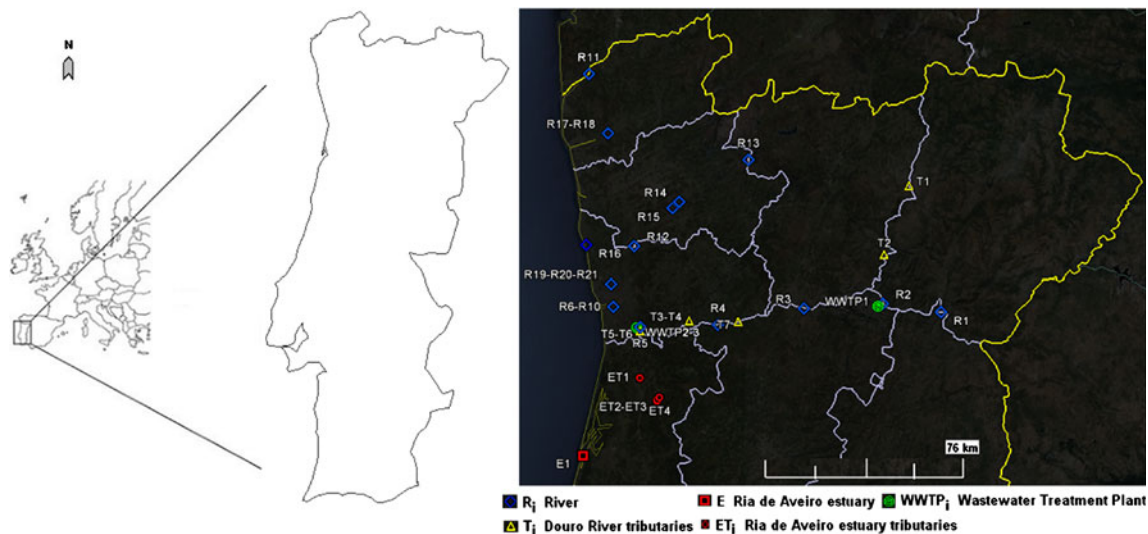 N
R11
R17-R18
R13
T1
R14
R15
R12
T2
R16
R19-R20-R21
R6-R10
R3
WWTP1
R2
R1
T3-T4
R4
T7
T5-T6
WWTP2-3
R5
ET1
ET2-ET3
ET4
E1
76 km
Ri River
E Ria de Aveiro estuary
WWTPi Wastewater Treatment Plant
Ti Douro River tributaries
ETi Ria de Aveiro estuary tributaries